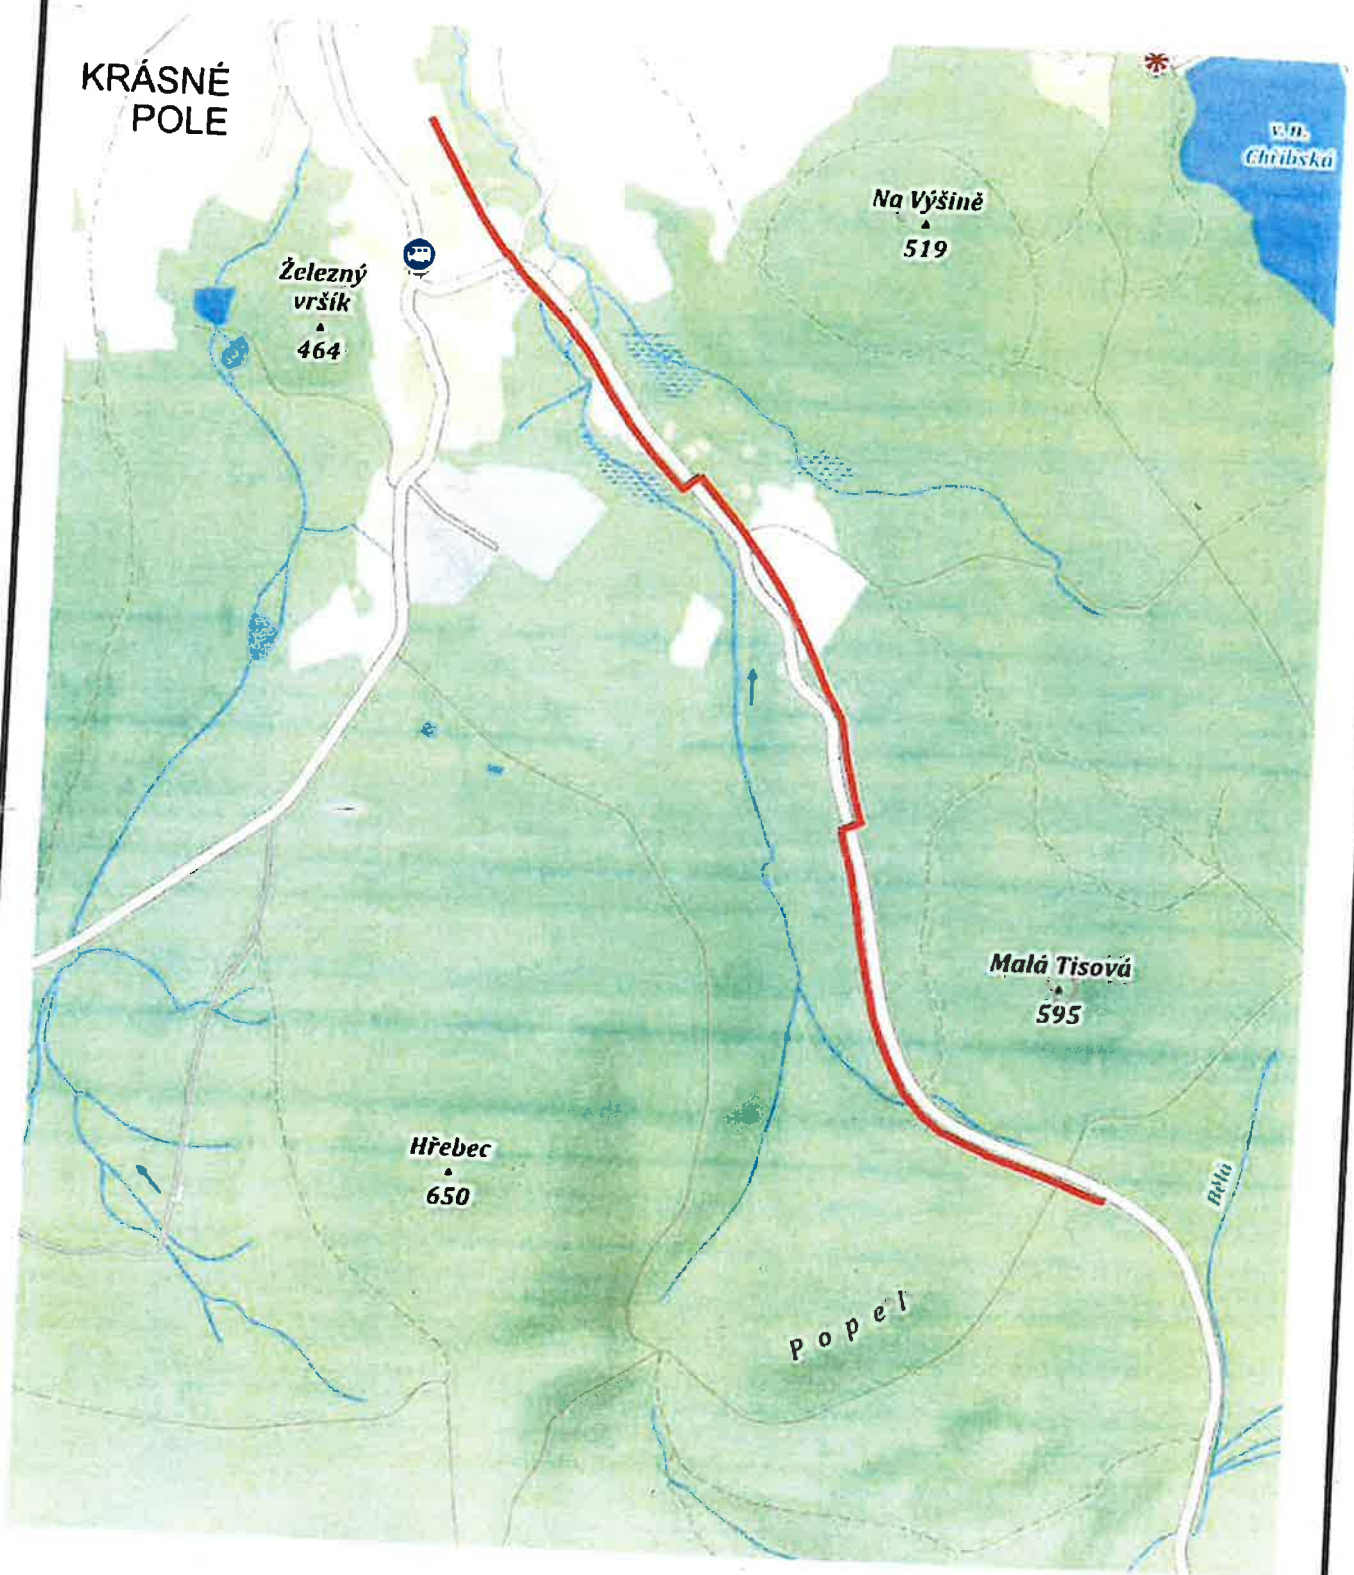 KRÁSNÉ
POLE
v. n.
Chřibská
Na Výšině
519
Železný
vršík
464
Malá Tisová
595
Hřebec
650
Bělá
Popel